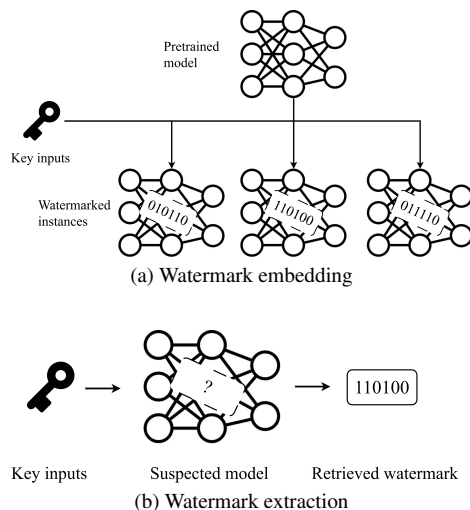 Pretrained
model
Key inputs
Watermarked
instances
010110
110100
011110
(a) Watermark embedding
?
110100
Key inputs
Suspected model
Retrieved watermark
(b) Watermark extraction